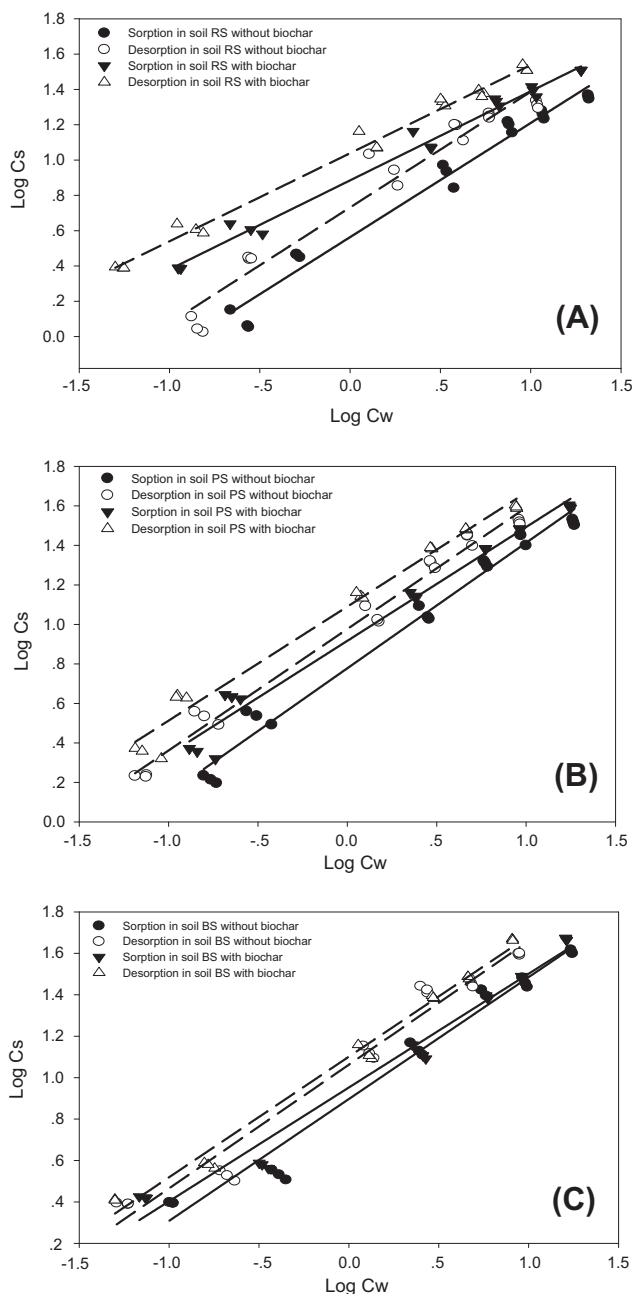 1.8
1.6
1.4
1.2
1.0
.8
.6
.4
.2
0.0
Log Cs
Sorption in soil RS without biochar
Desorption in soil RS without biochar
Sorption in soil RS with biochar
Desorption in soil RS with biochar
(A)
-1.5 -1.0 -.5 0.0 .5 1.0 1.5
Log Cw
1.8
1.6
1.4
1.2
1.0
.8
.6
.4
.2
0.0
Log Cs
Soption in soil PS without biochar
Desorption in soil PS without biochar
Sorption in soil PS with biochar
Desorption in soil PS with biochar
(B)
-1.5 -1.0 -.5 0.0 .5 1.0 1.5
Log Cw
1.8
1.6
1.4
1.2
1.0
.8
.6
.4
.2
Log Cs
Sorption in soil BS without biochar
Desorption in soil BS without biochar
Sorption in soil BS with biochar
Desorption in soil BS with biochar
(C)
-1.5 -1.0 -.5 0.0 .5 1.0 1.5
Log Cw